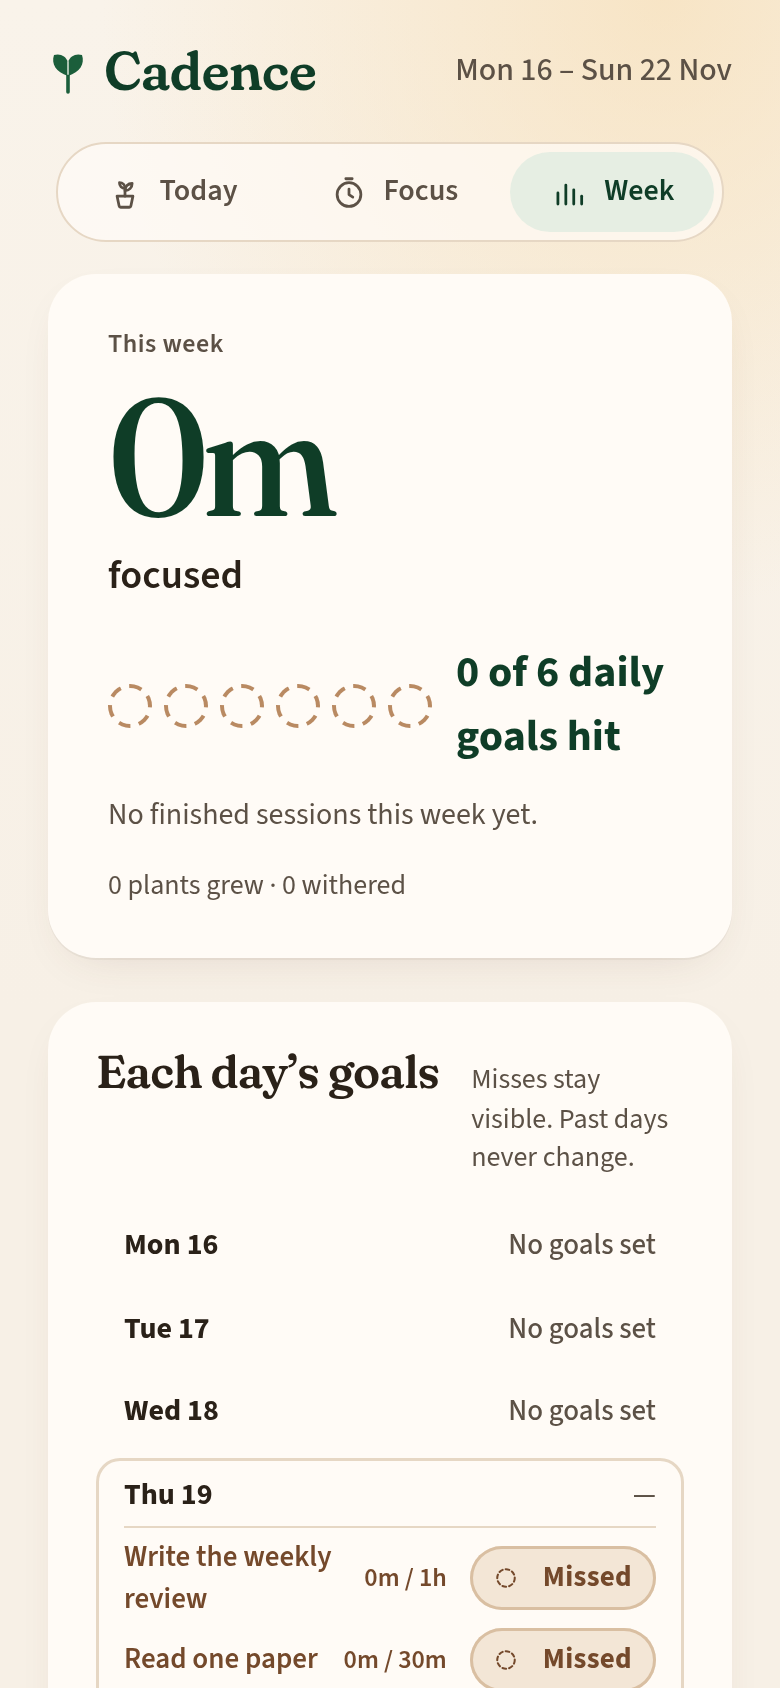 Cadence
Mon 16 – Sun 22 Nov
Today
Focus
Week
This week
0m
focused
0 of 6 daily
goals hit
No finished sessions this week yet.
0 plants grew · 0 withered
Each day’s goals
Misses stay
visible. Past days
never change.
Mon 16
No goals set
Tue 17
No goals set
Wed 18
No goals set
Thu 19
—
Write the weekly
review
0m / 1h
Missed
Read one paper
0m / 30m
Missed